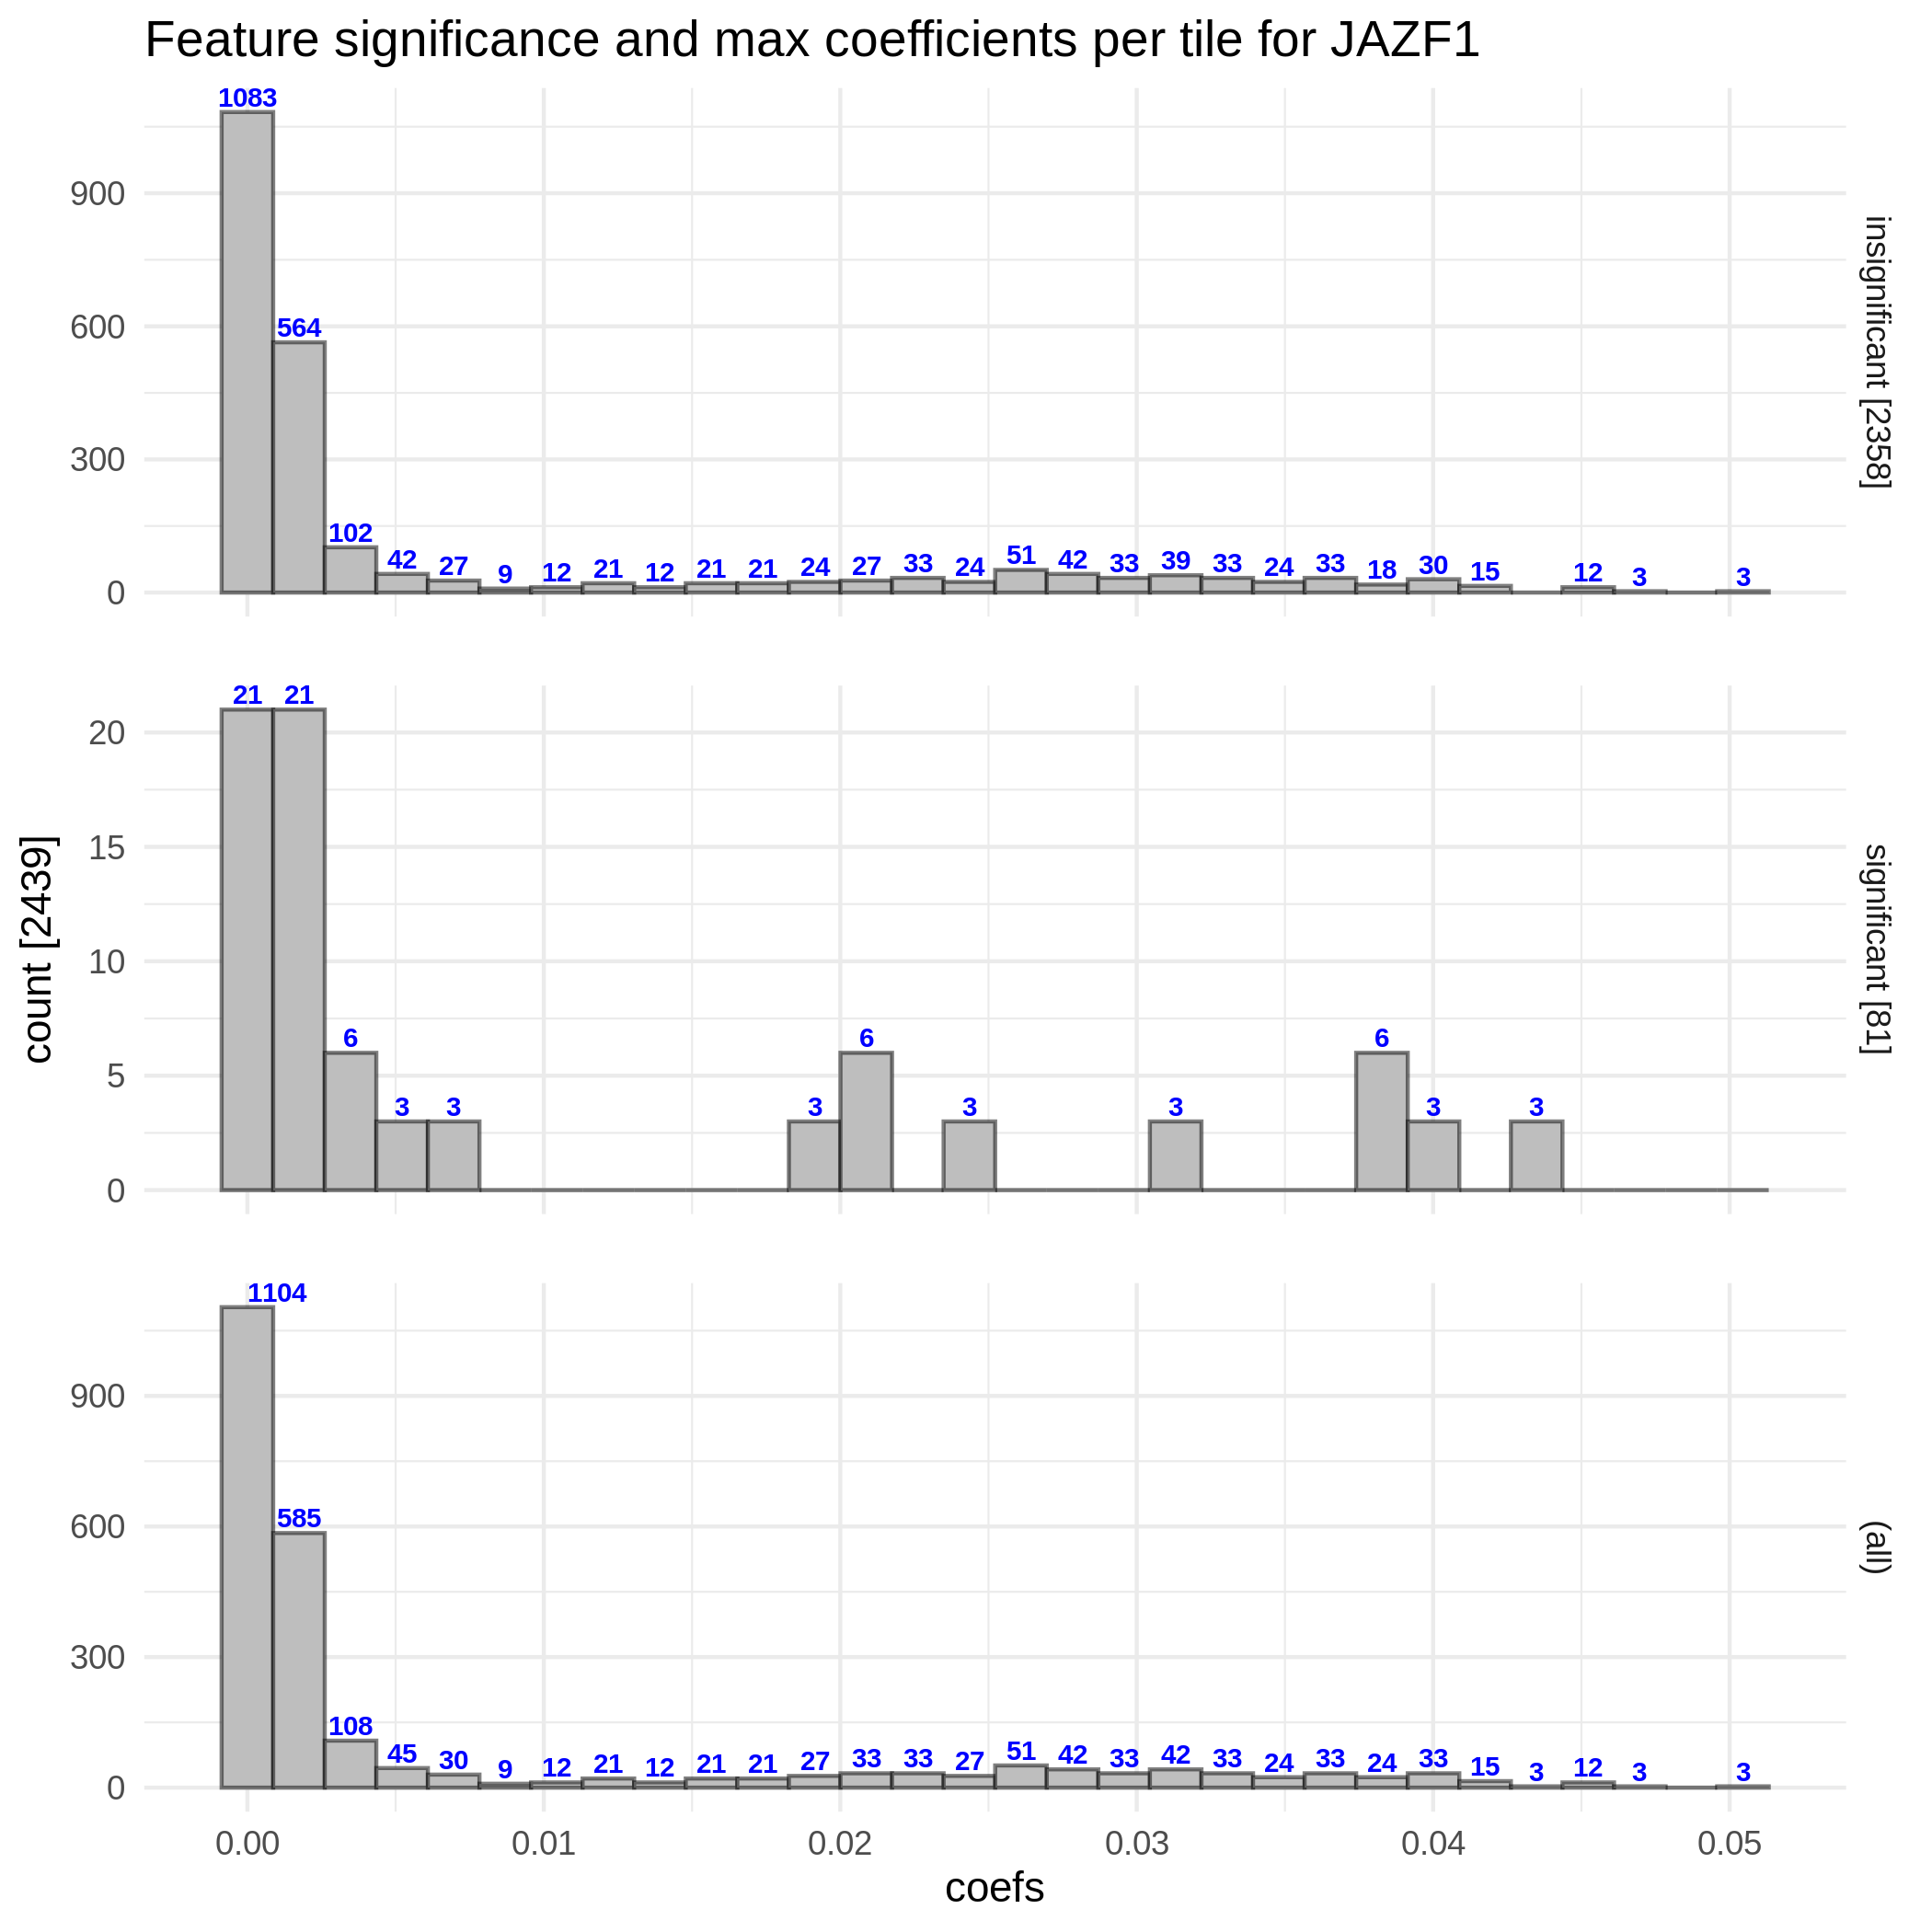 Feature significance and max coefficients per tile for JAZF1
1083
564
102
42 27 9 12 21 12 21 21 24 27 33 24 51 42 33 39 33 24 33 18 30 15 12 3 3
900
600
300
0
insignificant [2358]
21 21
6 3 3 3 6 3 3 6 3 3
20
15
10
5
0
significant [81]
count [2439]
1104
585
108
45 30 9 12 21 12 21 21 27 33 33 27 51 42 33 42 33 24 33 24 33 15 3 12 3 3
900
600
300
0
(all)
0.00 0.01 0.02 0.03 0.04 0.05
coefs